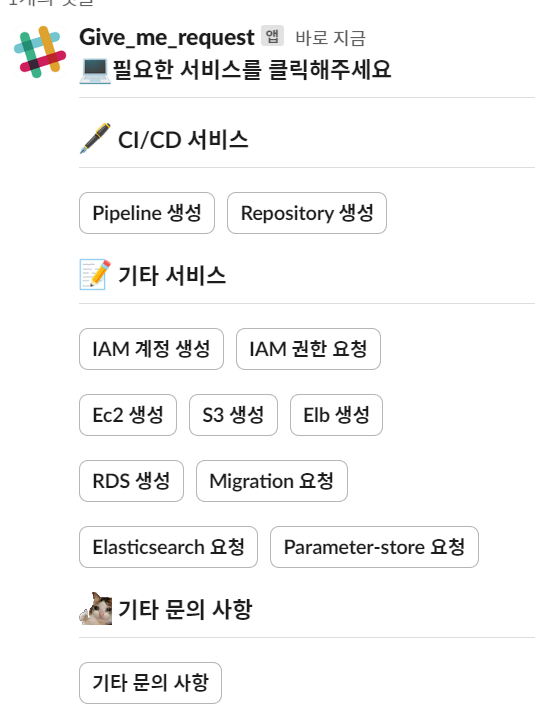 Give_me_request 앱 바로 지금
필요한 서비스를 클릭해주세요
CI/CD 서비스
Pipeline 생성 Repository 생성
기타 서비스
IAM 계정 생성 IAM 권한 요청
Ec2 생성 S3 생성 Elb 생성
RDS 생성 Migration 요청
Elasticsearch 요청 Parameter-store 요청
기타 문의 사항
기타 문의 사항